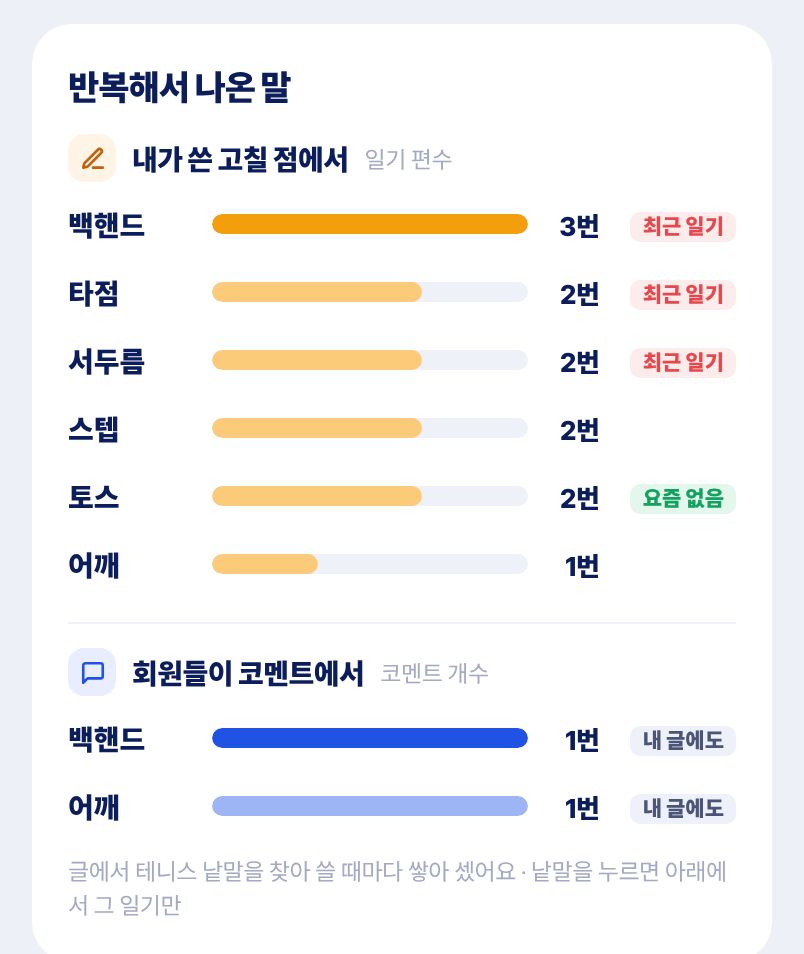 반복해서 나온 말
내가 쓴 고칠 점에서 일기 편수
백핸드 3번 최근 일기
타점 2번 최근 일기
서두름 2번 최근 일기
스텝 2번
토스 2번 요즘 없음
어깨 1번
회원들이 코멘트에서 코멘트 개수
백핸드 1번 내 글에도
어깨 1번 내 글에도
글에서 테니스 낱말을 찾아 쓸 때마다 쌓아 셌어요 · 낱말을 누르면 아래에
서 그 일기만